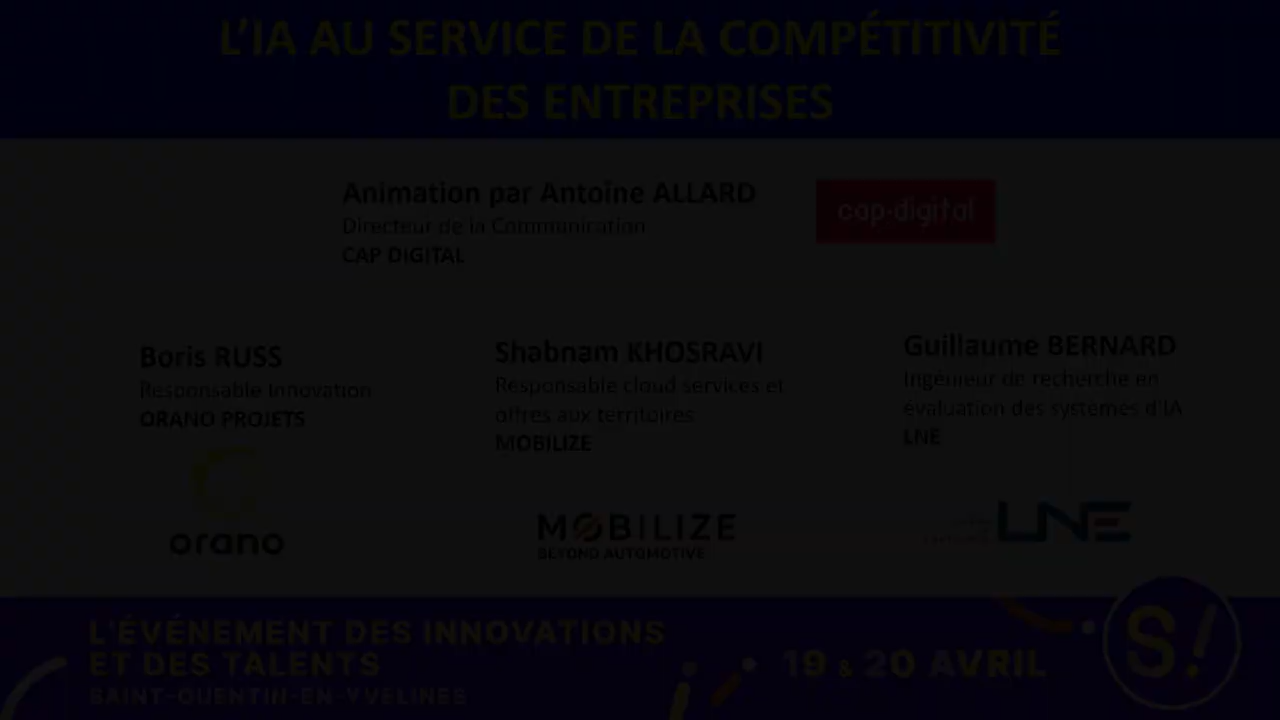 L'IA AU SERVICE DE LA COMPÉTITIVITÉ
DES ENTREPRISES
Animation par Antoine ALLARD
Directeur de la Communication
CAP DIGITAL
cap·digital
Boris RUSS
Responsable Innovation
ORANO PROJETS
orano
Shabnam KHOSRAVI
Responsable cloud services et
offres aux territoires
MOBILIZE
MOBILIZE
BEYOND AUTOMOTIVE
Guillaume BERNARD
Ingénieur de recherche en
évaluation des systèmes d'IA
LNE
LNE
L'ÉVÉNEMENT DES INNOVATIONS
ET DES TALENTS
SAINT-QUENTIN-EN-YVELINES
19 & 20 AVRIL
S!